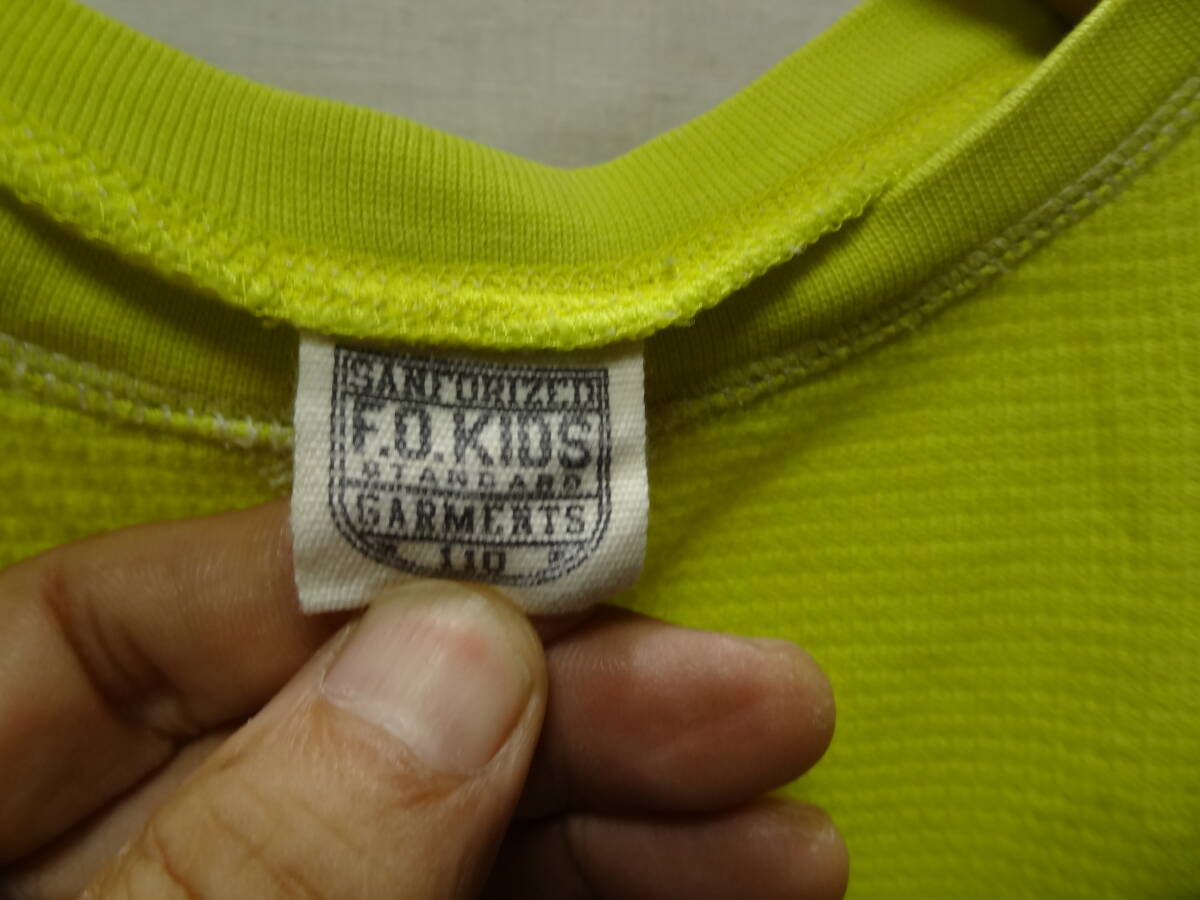 SANFORIZED
F.O.KIDS
STANDARD
GARMENTS
110